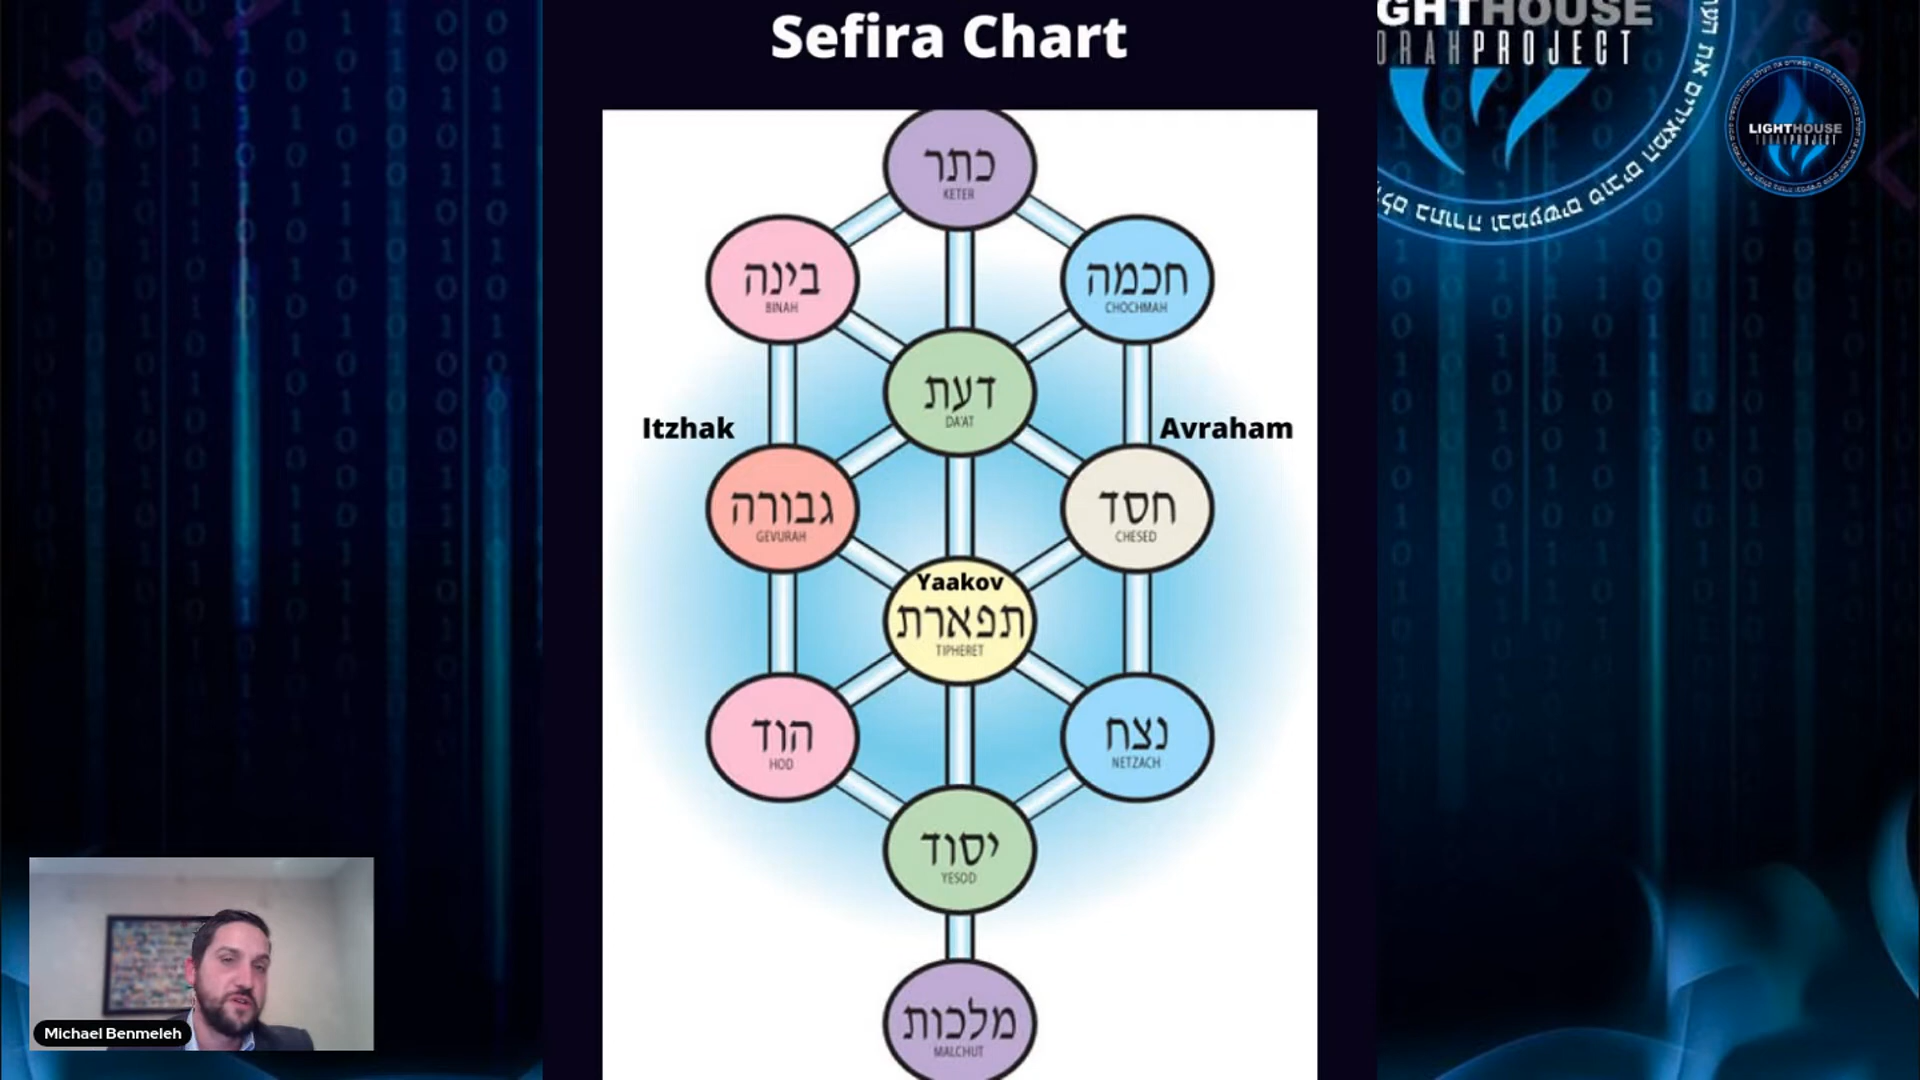 Sefira Chart
GHTHOUSE
ORAHPROJECT
LIGHTHOUSE
TORAHPROJECT
כתר
KETER
בינה
BINAH
חכמה
CHOCHMAH
דעת
DA'AT
Itzhak
Avraham
גבורה
GEVURAH
חסד
CHESED
Yaakov
תפארת
TIPHERET
הוד
HOD
נצח
NETZACH
יסוד
YESOD
מלכות
MALCHUT
Michael Benmeleh